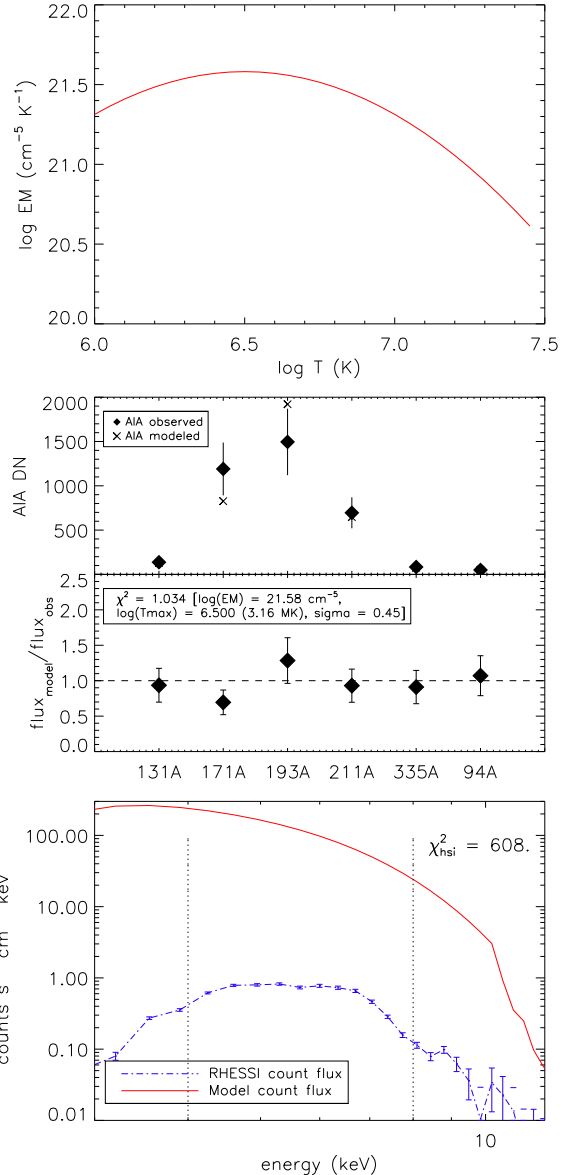 22.0
21.5
21.0
20.5
20.0
log EM (cm⁻⁵ K⁻¹)
6.0 6.5 7.0 7.5
log T (K)
2000
1500
1000
500
AIA DN
AIA observed
AIA modeled
2.5
2.0
1.5
1.0
0.5
0.0
flux_model/flux_obs
χ² = 1.034 [log(EM) = 21.58 cm⁻⁵,
log(Tmax) = 6.500 (3.16 MK), sigma = 0.45]
131A 171A 193A 211A 335A 94A
100.00
10.00
1.00
0.10
0.01
counts s cm keV
χ²_hsi = 608.
RHESSI count flux
Model count flux
10
energy (keV)